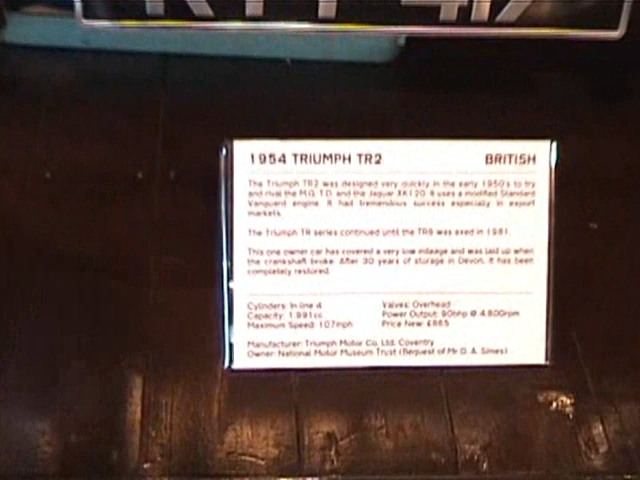 1954 TRIUMPH TR2 BRITISH
The Triumph TR2 was designed very quickly in the early 1950's to try
and rival the M.G. T.D. and the Jaguar XK120. It uses a modified Standard
Vanguard engine. It had tremendous success especially in export
markets.
The Triumph TR series continued until the TR8 was axed in 1981.
This one owner car has covered a very low mileage and was laid up when
the crankshaft broke. After 30 years of storage in Devon, it has been
completely restored.
Cylinders: In-line 4 Valves: Overhead
Capacity: 1,991cc Power Output: 90bhp @ 4,800rpm
Maximum Speed: 107mph Price New: £865
Manufacturer: Triumph Motor Co. Ltd. Coventry
Owner: National Motor Museum Trust (Bequest of Mr D. A. Simes)